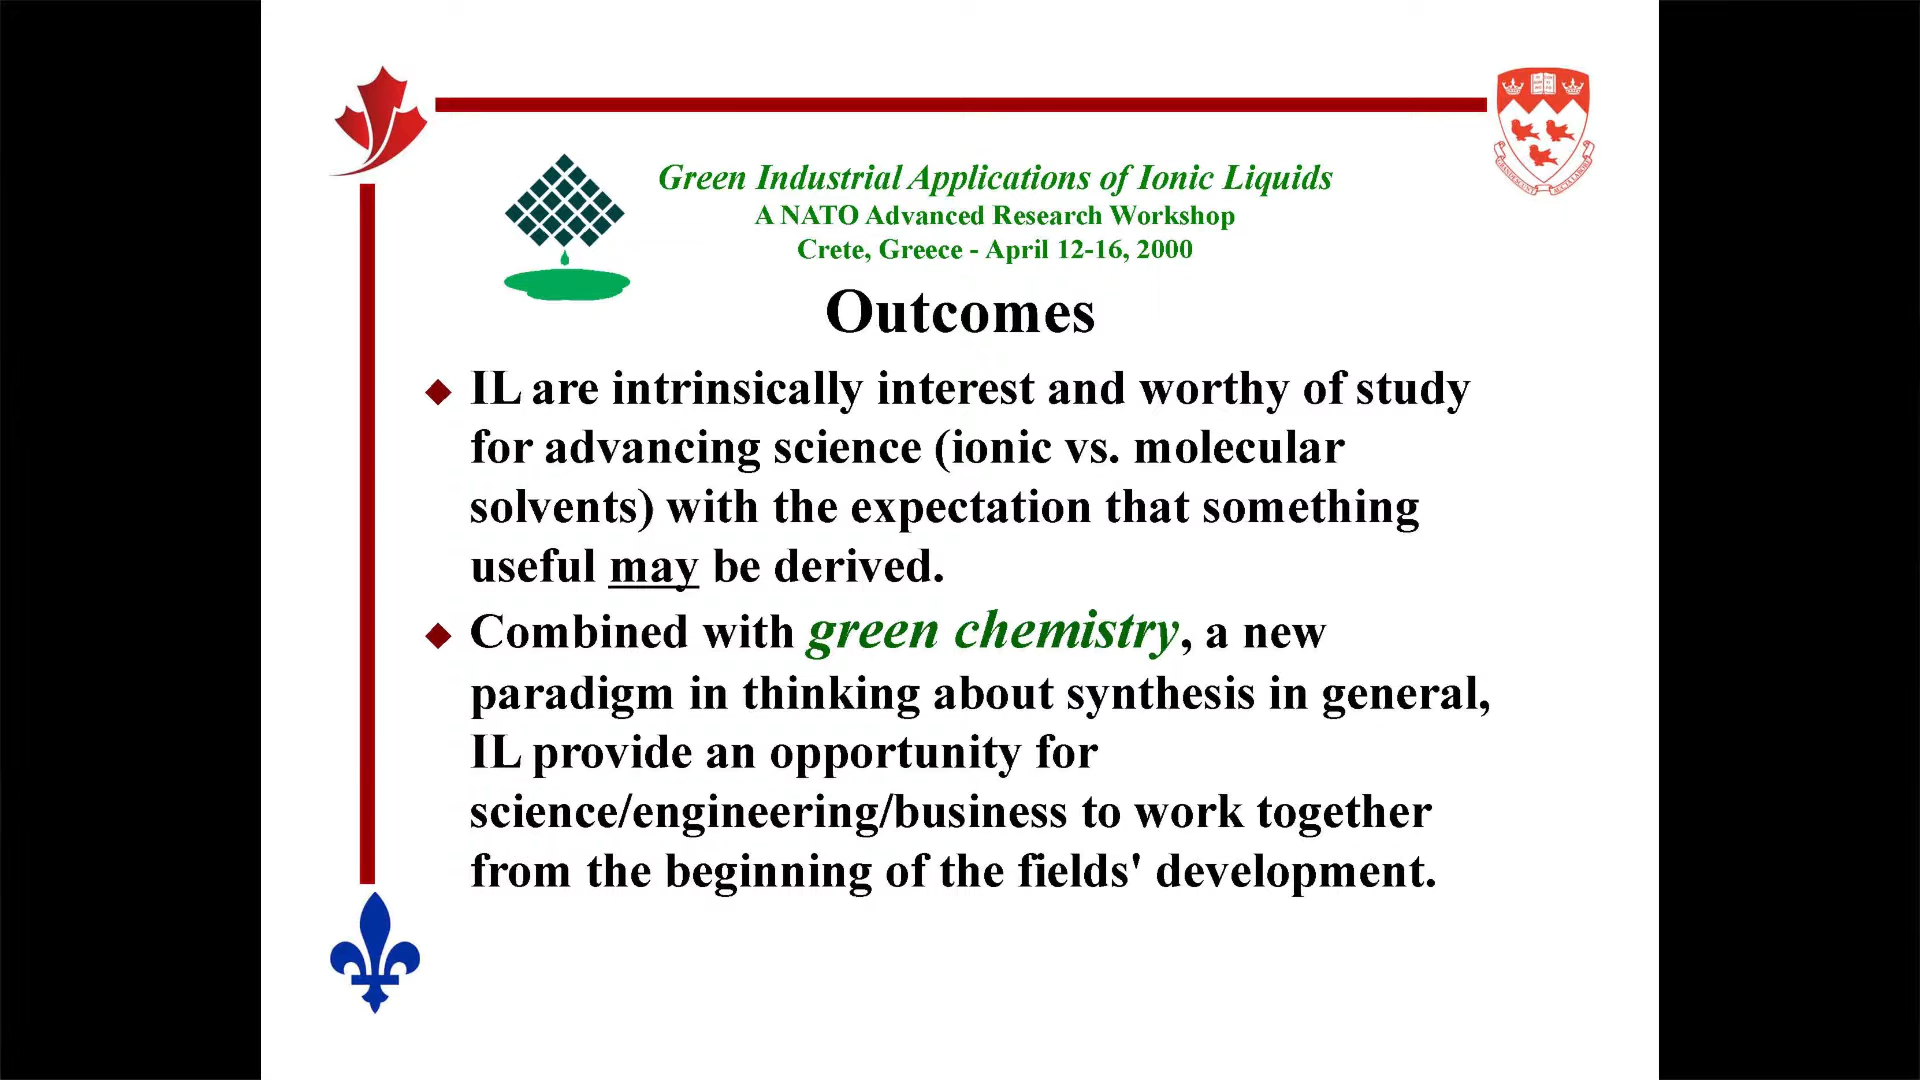 Green Industrial Applications of Ionic Liquids
A NATO Advanced Research Workshop
Crete, Greece - April 12-16, 2000
Outcomes
IL are intrinsically interest and worthy of study
for advancing science (ionic vs. molecular
solvents) with the expectation that something
useful may be derived.
Combined with green chemistry, a new
paradigm in thinking about synthesis in general,
IL provide an opportunity for
science/engineering/business to work together
from the beginning of the fields' development.